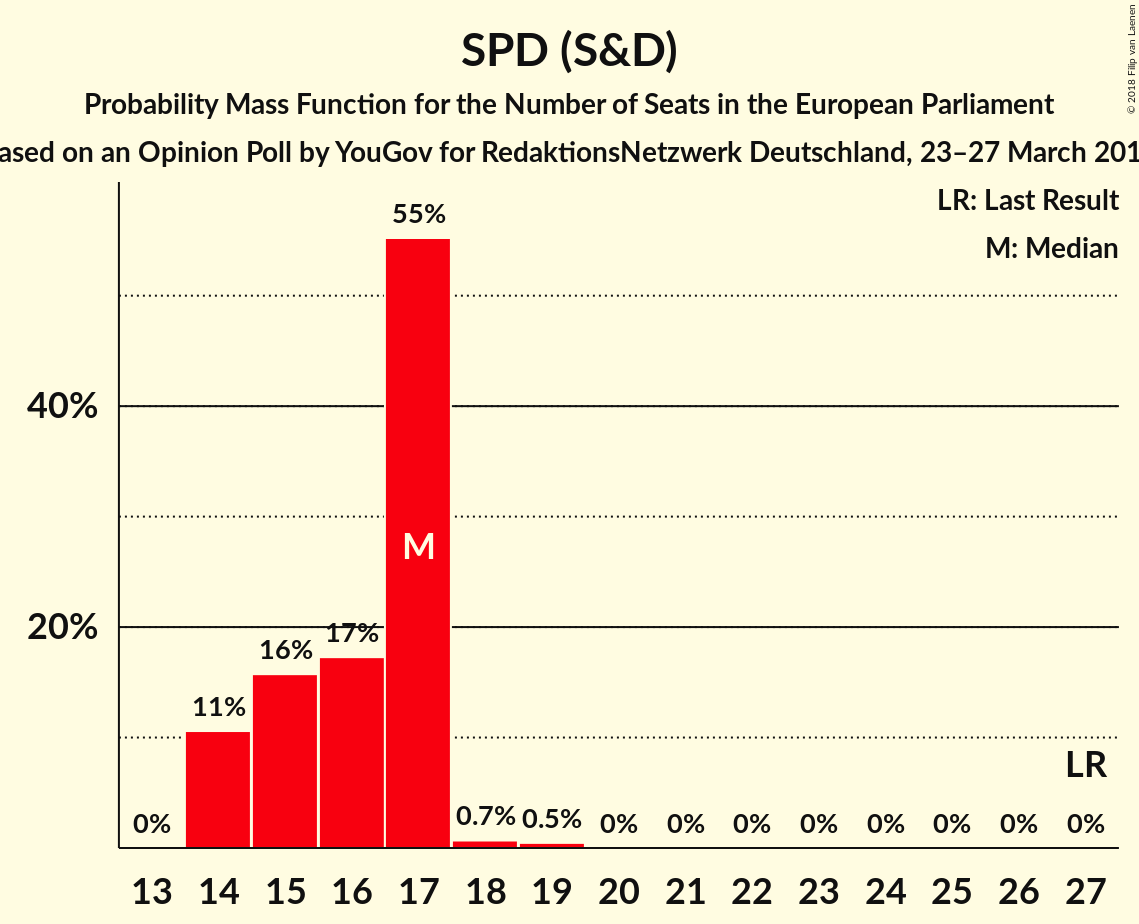 SPD (S&D)
Probability Mass Function for the Number of Seats in the European Parliament
ased on an Opinion Poll by YouGov for RedaktionsNetzwerk Deutschland, 23–27 March 201
© 2018 Filip van Laenen
LR: Last Result
M: Median
55%
40%
M
20%
17%
16%
11%
LR
0%
0.7%
0.5%
0%
0%
0%
0%
0%
0%
0%
0%
13 14 15 16 17 18 19 20 21 22 23 24 25 26 27